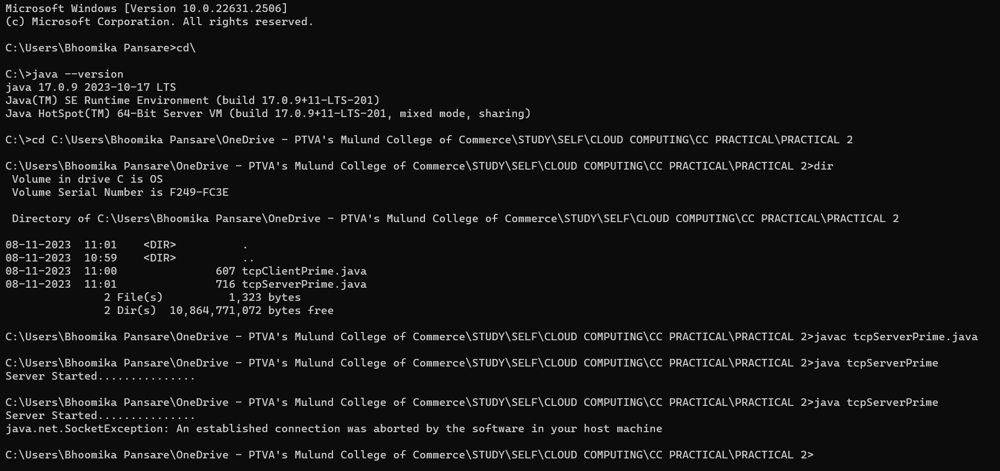 Microsoft Windows [Version 10.0.22631.2506]
(c) Microsoft Corporation. All rights reserved.
C:\Users\Bhoomika Pansare>cd\
C:\>java --version
java 17.0.9 2023-10-17 LTS
Java(TM) SE Runtime Environment (build 17.0.9+11-LTS-201)
Java HotSpot(TM) 64-Bit Server VM (build 17.0.9+11-LTS-201, mixed mode, sharing)
C:\>cd C:\Users\Bhoomika Pansare\OneDrive - PTVA's Mulund College of Commerce\STUDY\SELF\CLOUD COMPUTING\CC PRACTICAL\PRACTICAL 2
C:\Users\Bhoomika Pansare\OneDrive - PTVA's Mulund College of Commerce\STUDY\SELF\CLOUD COMPUTING\CC PRACTICAL\PRACTICAL 2>dir
 Volume in drive C is OS
 Volume Serial Number is F249-FC3E
 Directory of C:\Users\Bhoomika Pansare\OneDrive - PTVA's Mulund College of Commerce\STUDY\SELF\CLOUD COMPUTING\CC PRACTICAL\PRACTICAL 2
08-11-2023  11:01    <DIR>          .
08-11-2023  10:59    <DIR>          ..
08-11-2023  11:00               607 tcpClientPrime.java
08-11-2023  11:01               716 tcpServerPrime.java
               2 File(s)          1,323 bytes
               2 Dir(s)  10,864,771,072 bytes free
C:\Users\Bhoomika Pansare\OneDrive - PTVA's Mulund College of Commerce\STUDY\SELF\CLOUD COMPUTING\CC PRACTICAL\PRACTICAL 2>javac tcpServerPrime.java
C:\Users\Bhoomika Pansare\OneDrive - PTVA's Mulund College of Commerce\STUDY\SELF\CLOUD COMPUTING\CC PRACTICAL\PRACTICAL 2>java tcpServerPrime
Server Started...............
C:\Users\Bhoomika Pansare\OneDrive - PTVA's Mulund College of Commerce\STUDY\SELF\CLOUD COMPUTING\CC PRACTICAL\PRACTICAL 2>java tcpServerPrime
Server Started...............
java.net.SocketException: An established connection was aborted by the software in your host machine
C:\Users\Bhoomika Pansare\OneDrive - PTVA's Mulund College of Commerce\STUDY\SELF\CLOUD COMPUTING\CC PRACTICAL\PRACTICAL 2>